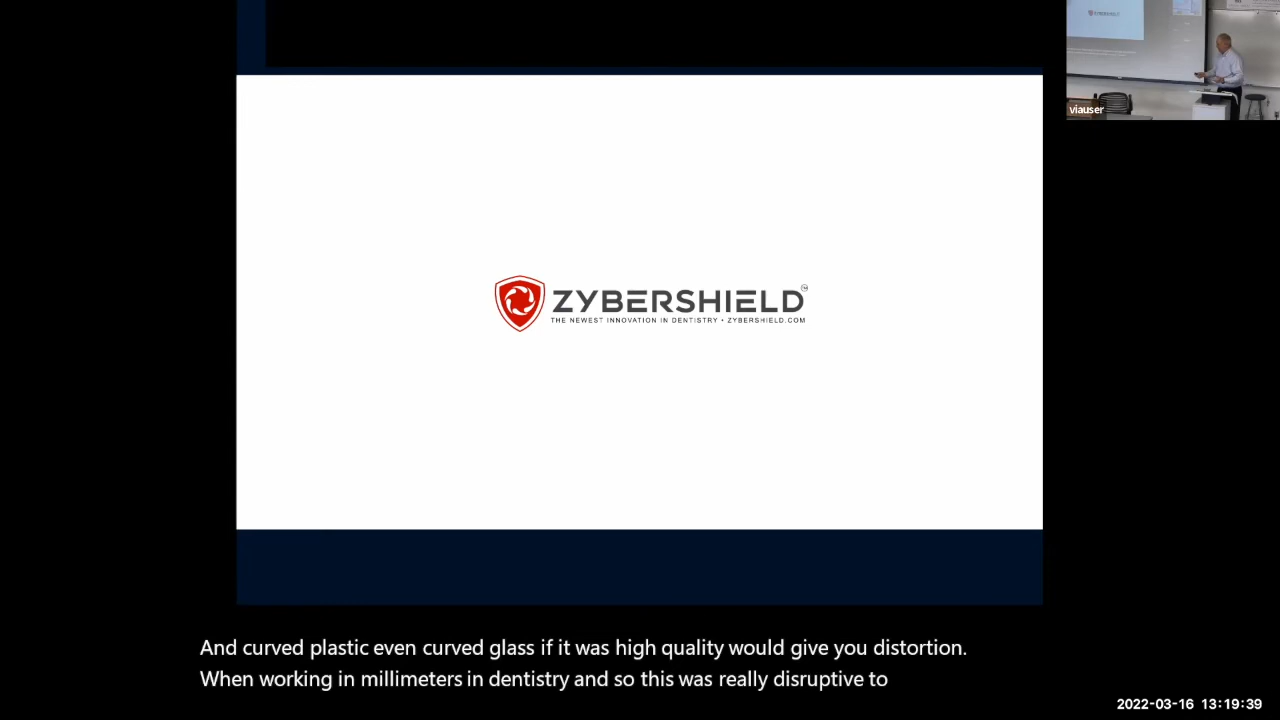 ZYBERSHIELD
THE NEWEST INNOVATION IN DENTISTRY • ZYBERSHIELD.COM
viauser
And curved plastic even curved glass if it was high quality would give you distortion.
When working in millimeters in dentistry and so this was really disruptive to
2022-03-16 13:19:39